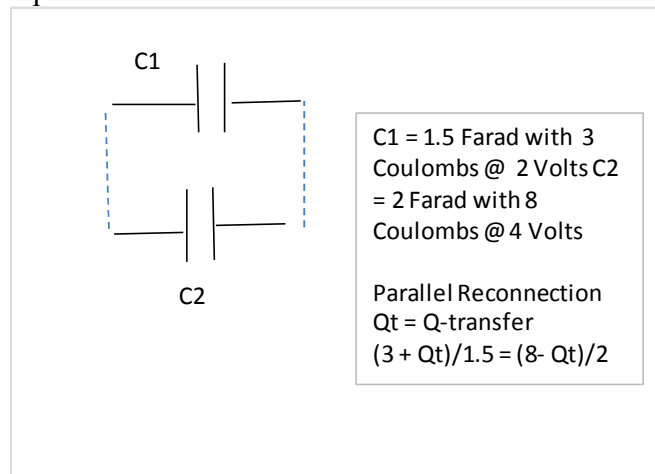 C1
C2
C1 = 1.5 Farad with 3
Coulombs @ 2 Volts C2
= 2 Farad with 8
Coulombs @ 4 Volts
Parallel Reconnection
Qt = Q-transfer
(3 + Qt)/1.5 = (8- Qt)/2